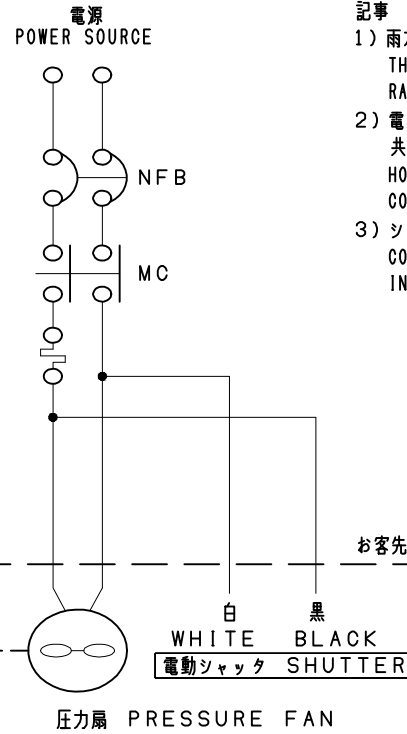 電源
POWER SOURCE
記事
1) 雨
TH
RA
2) 電
共
HO
CO
3) シ
CO
IN
NFB
MC
お客先
白 黒
WHITE BLACK
電動シャッタ SHUTTER
圧力扇 PRESSURE FAN